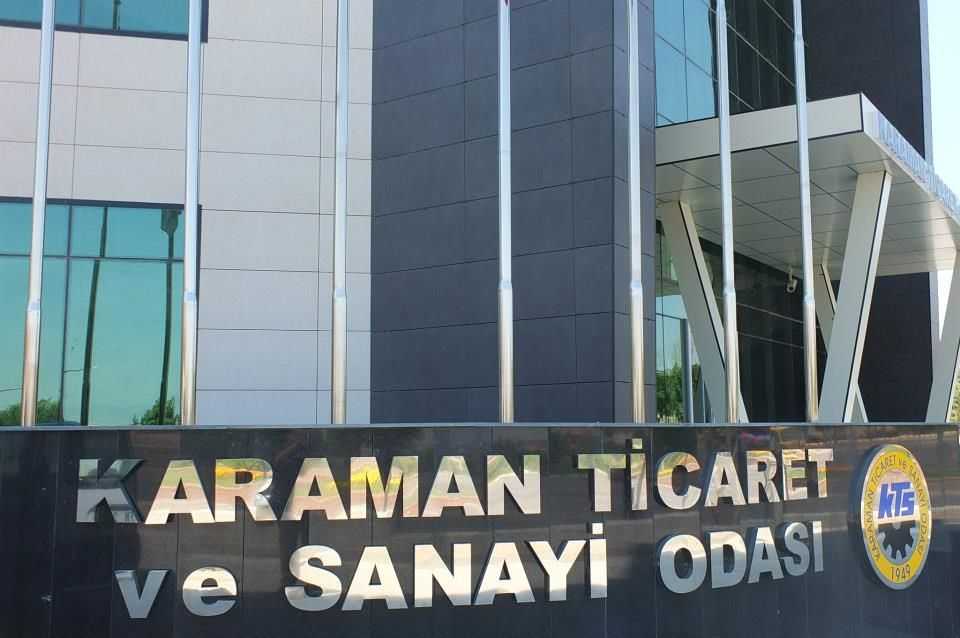 KARAMAN TİCARET
ve SANAYİ ODASI
KARAMAN TİCARET ve SANAYİ ODASI
KTS
1949